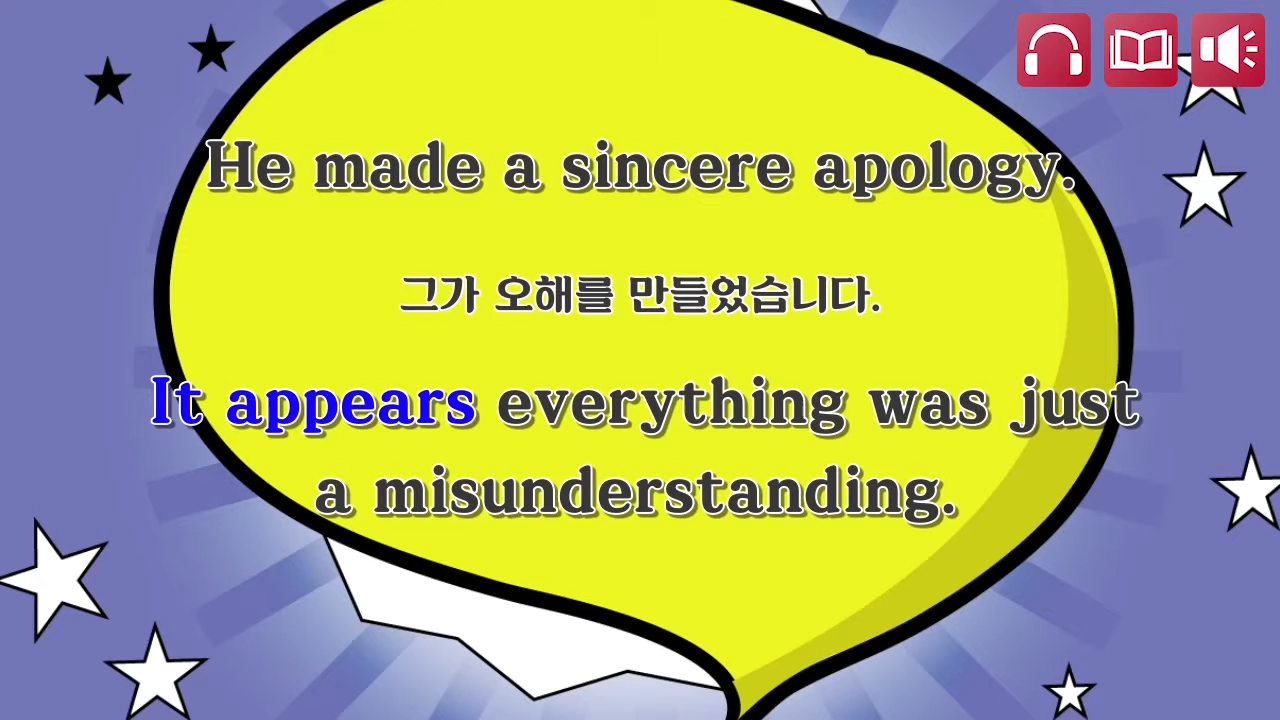 He made a sincere apology.
그가 오해를 만들었습니다.
It appears everything was just
a misunderstanding.